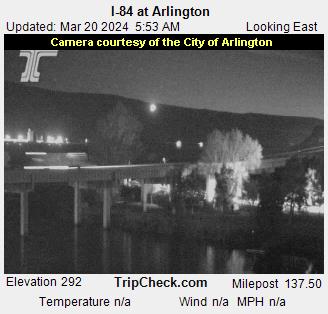 I-84 at Arlington
Updated: Mar 20 2024 5:53 AM Looking East
Camera courtesy of the City of Arlington
Elevation 292 TripCheck.com Milepost 137.50
Temperature n/a Wind n/a MPH n/a